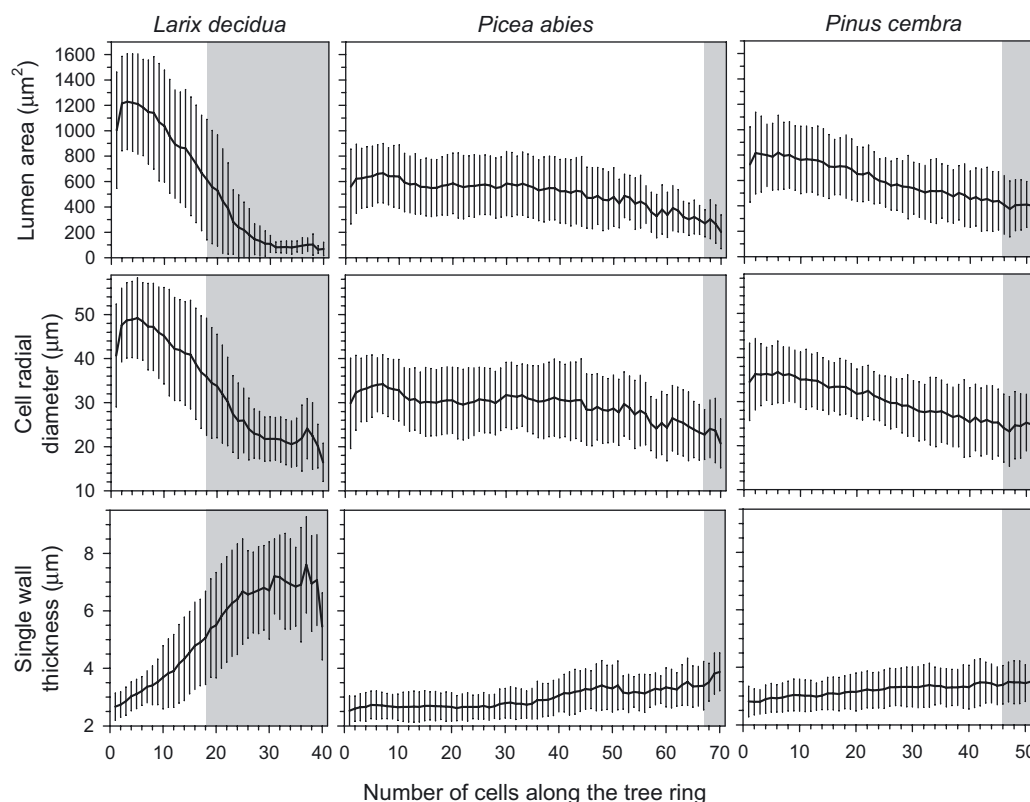 Larix decidua
Picea abies
Pinus cembra
Lumen area (μm²)
1600
1400
1200
1000
800
600
400
200
0
Cell radial
diameter (μm)
50
40
30
20
10
Single wall
thickness (μm)
8
6
4
2
0 10 20 30 40
0 10 20 30 40 50 60 70
0 10 20 30 40 50
Number of cells along the tree ring